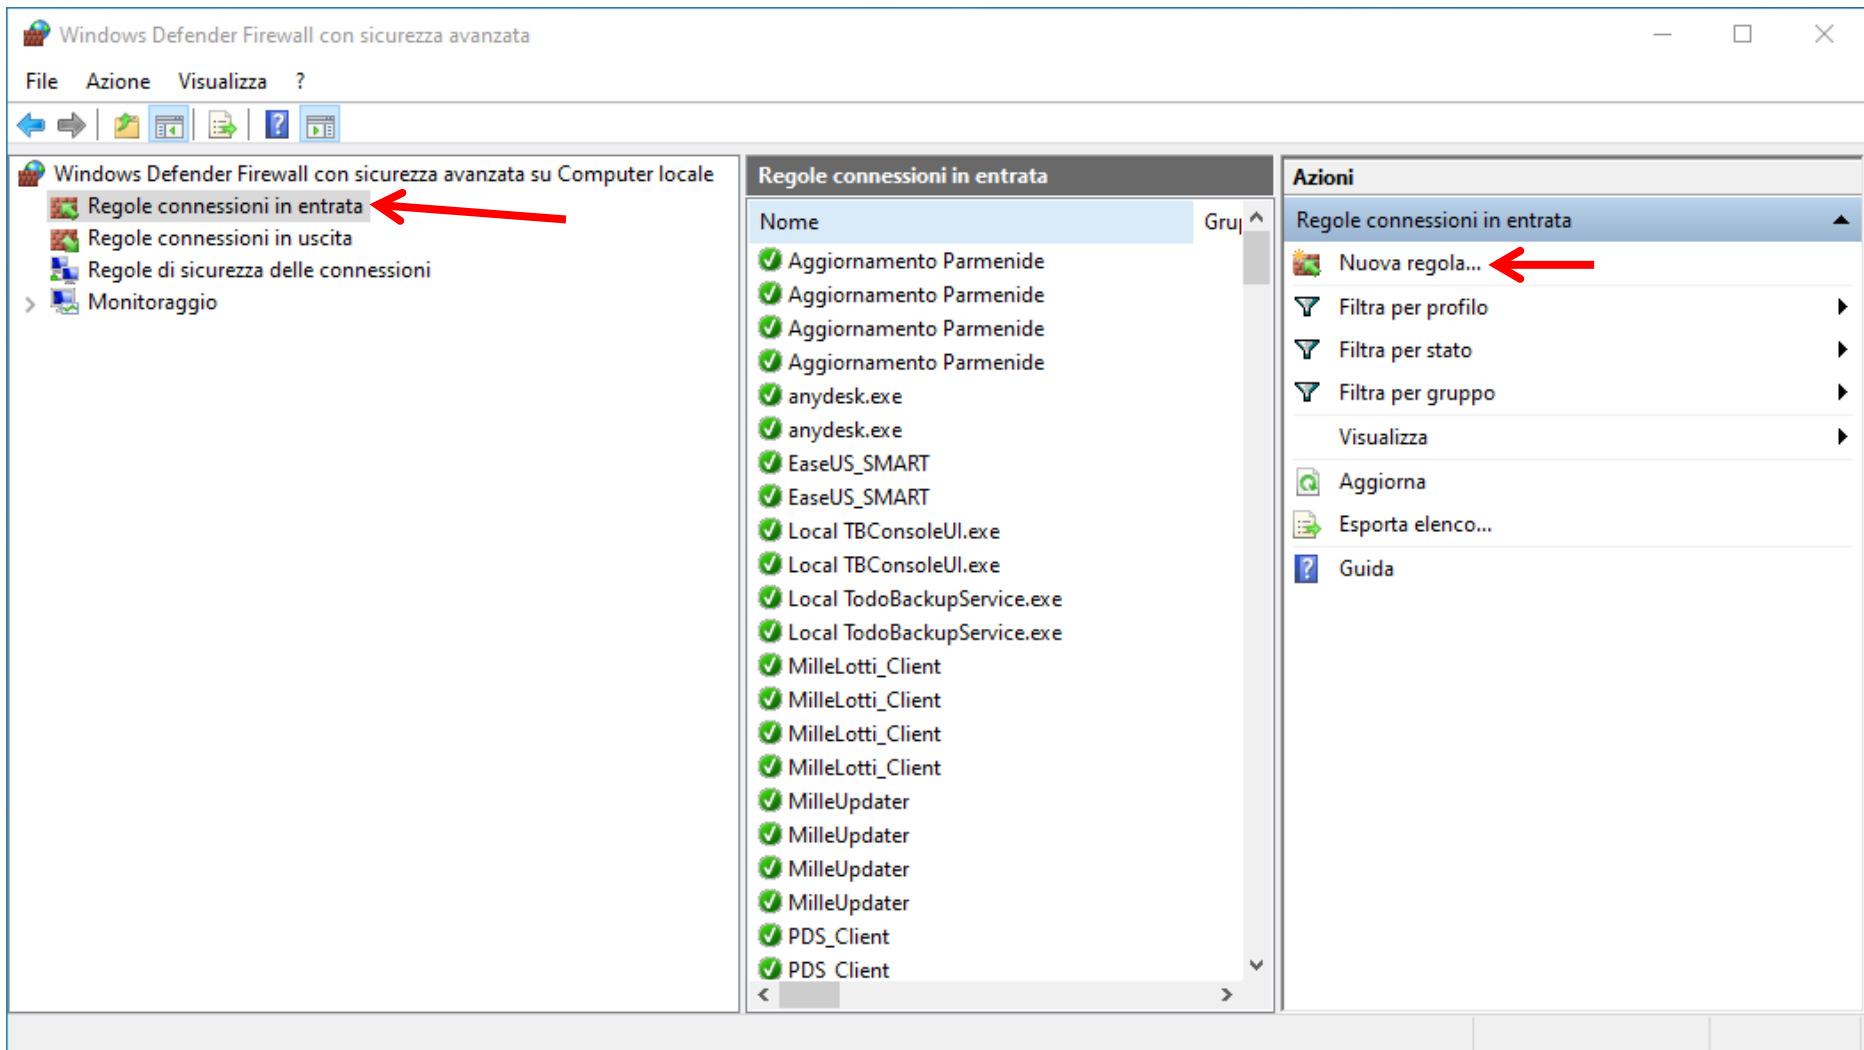 Windows Defender Firewall con sicurezza avanzata
File Azione Visualizza ?
Windows Defender Firewall con sicurezza avanzata su Computer locale
Regole connessioni in entrata
Regole connessioni in uscita
Regole di sicurezza delle connessioni
Monitoraggio
Regole connessioni in entrata
Nome
Aggiornamento Parmenide
Aggiornamento Parmenide
Aggiornamento Parmenide
Aggiornamento Parmenide
anydesk.exe
anydesk.exe
EaseUS_SMART
EaseUS_SMART
Local TBConsoleUI.exe
Local TBConsoleUI.exe
Local TodoBackupService.exe
Local TodoBackupService.exe
MilleLotti_Client
MilleLotti_Client
MilleLotti_Client
MilleLotti_Client
MilleUpdater
MilleUpdater
MilleUpdater
MilleUpdater
PDS_Client
PDS_Client
Azioni
Regole connessioni in entrata
Nuova regola...
Filtra per profilo
Filtra per stato
Filtra per gruppo
Visualizza
Aggiorna
Esporta elenco...
Guida